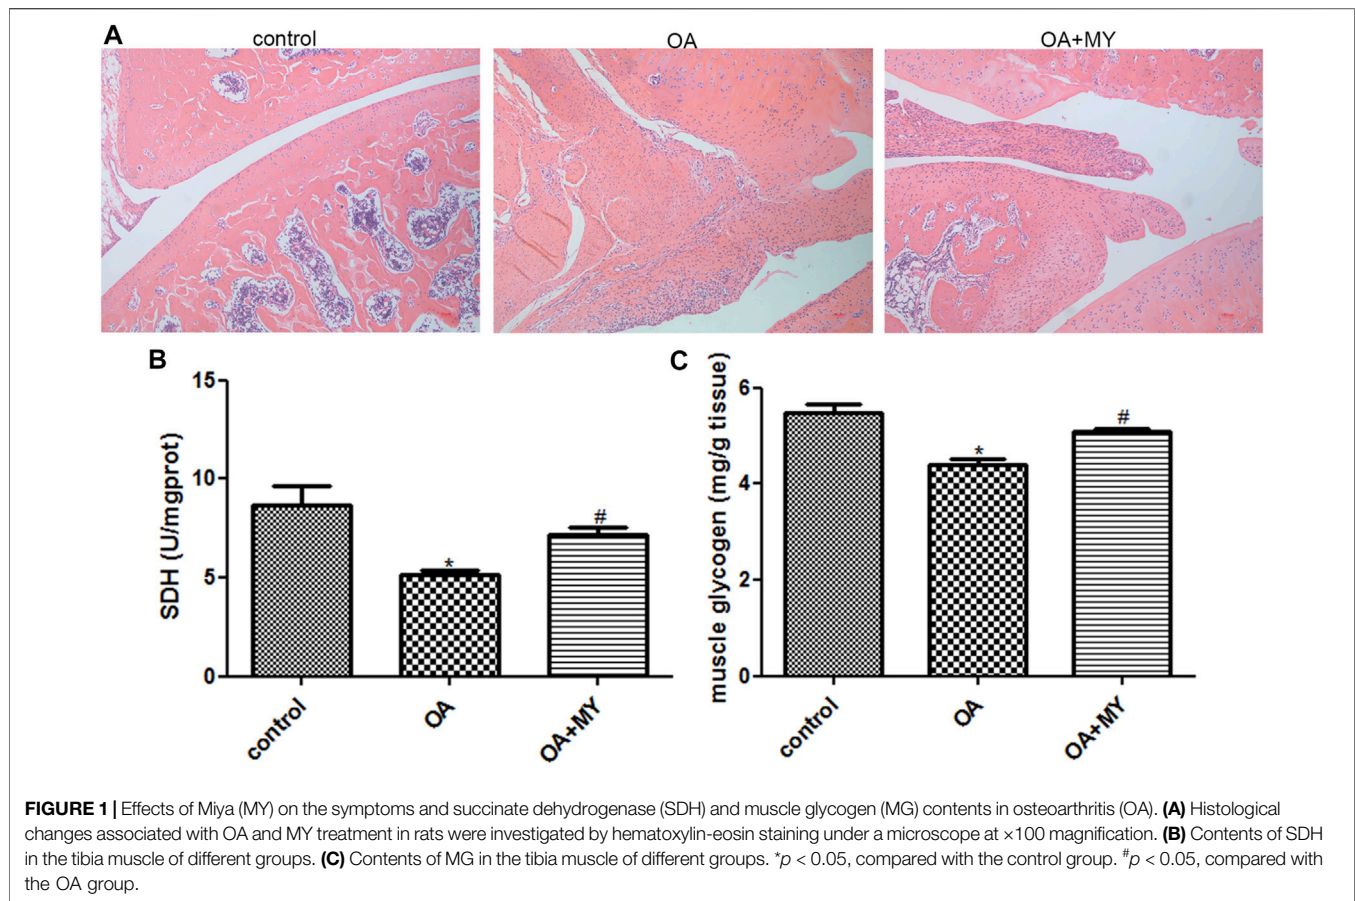 A
control
OA
OA+MY
B
SDH (U/mgprot)
15
10
5
0
*
#
control
OA
OA+MY
C
muscle glycogen (mg/g tissue)
6
4
2
0
*
#
control
OA
OA+MY
FIGURE 1 | Effects of Miya (MY) on the symptoms and succinate dehydrogenase (SDH) and muscle glycogen (MG) contents in osteoarthritis (OA). (A) Histological
changes associated with OA and MY treatment in rats were investigated by hematoxylin-eosin staining under a microscope at ×100 magnification. (B) Contents of SDH
in the tibia muscle of different groups. (C) Contents of MG in the tibia muscle of different groups. *p < 0.05, compared with the control group. #p < 0.05, compared with
the OA group.